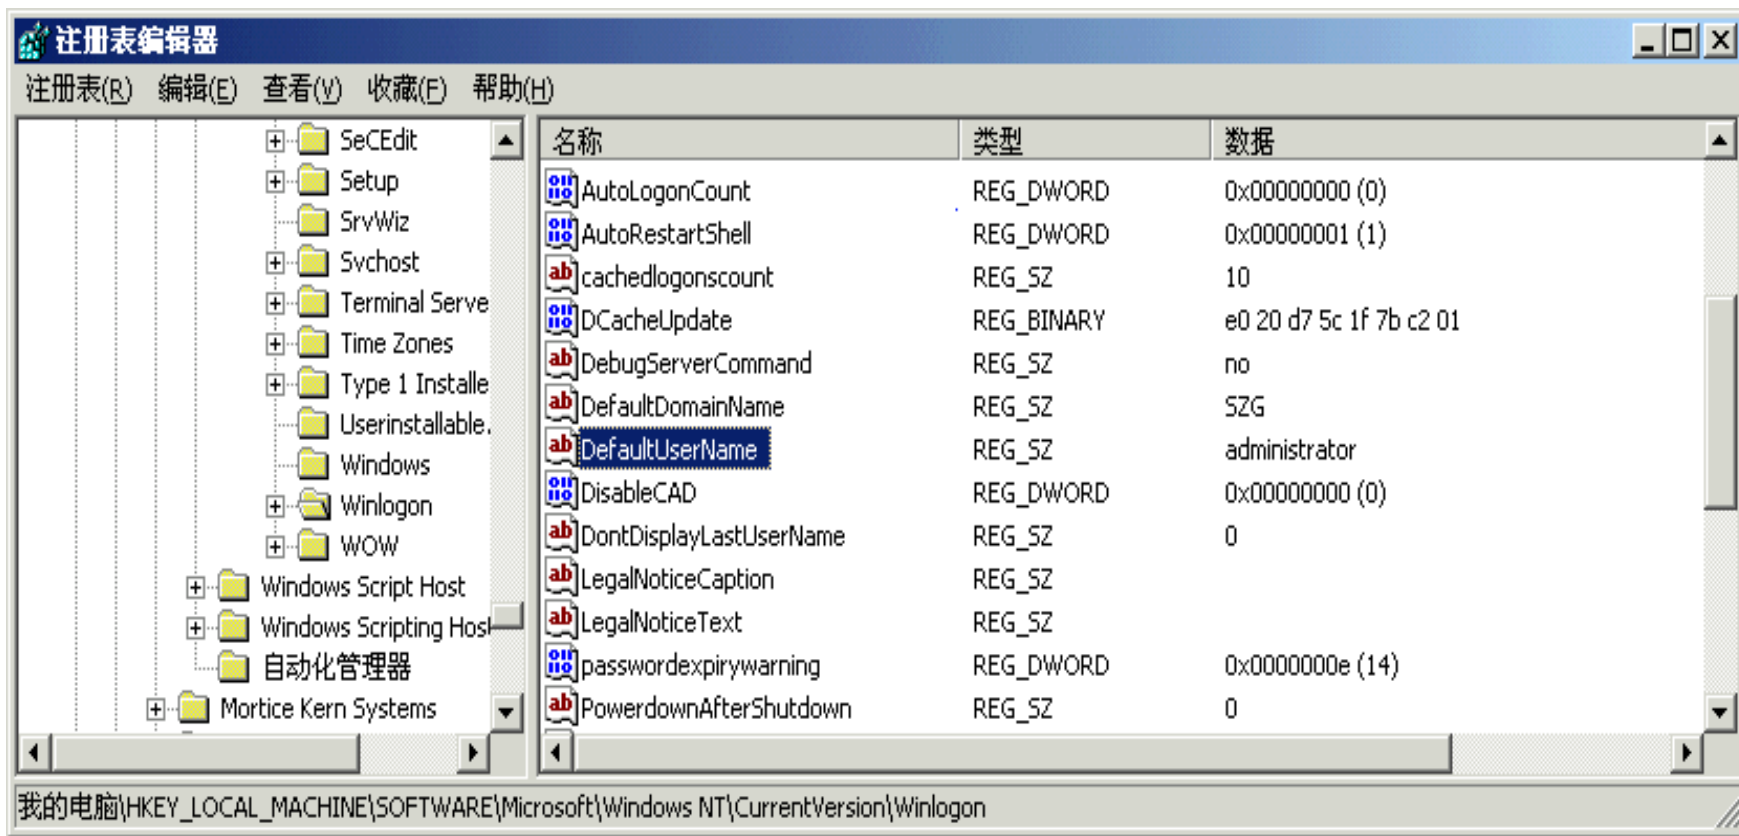 注册表编辑器
注册表(R) 编辑(E) 查看(V) 收藏(F) 帮助(H)
SeCEdit
Setup
SrvWiz
Svchost
Terminal Serve
Time Zones
Type 1 Installe
Userinstallable.
Windows
Winlogon
WOW
Windows Script Host
Windows Scripting Host
自动化管理器
Mortice Kern Systems
名称 类型 数据
AutoLogonCount REG_DWORD 0x00000000 (0)
AutoRestartShell REG_DWORD 0x00000001 (1)
cachedlogonscount REG_SZ 10
DCacheUpdate REG_BINARY e0 20 d7 5c 1f 7b c2 01
DebugServerCommand REG_SZ no
DefaultDomainName REG_SZ SZG
DefaultUserName REG_SZ administrator
DisableCAD REG_DWORD 0x00000000 (0)
DontDisplayLastUserName REG_SZ 0
LegalNoticeCaption REG_SZ
LegalNoticeText REG_SZ
passwordexpirywarning REG_DWORD 0x0000000e (14)
PowerdownAfterShutdown REG_SZ 0
我的电脑\HKEY_LOCAL_MACHINE\SOFTWARE\Microsoft\Windows NT\CurrentVersion\Winlogon